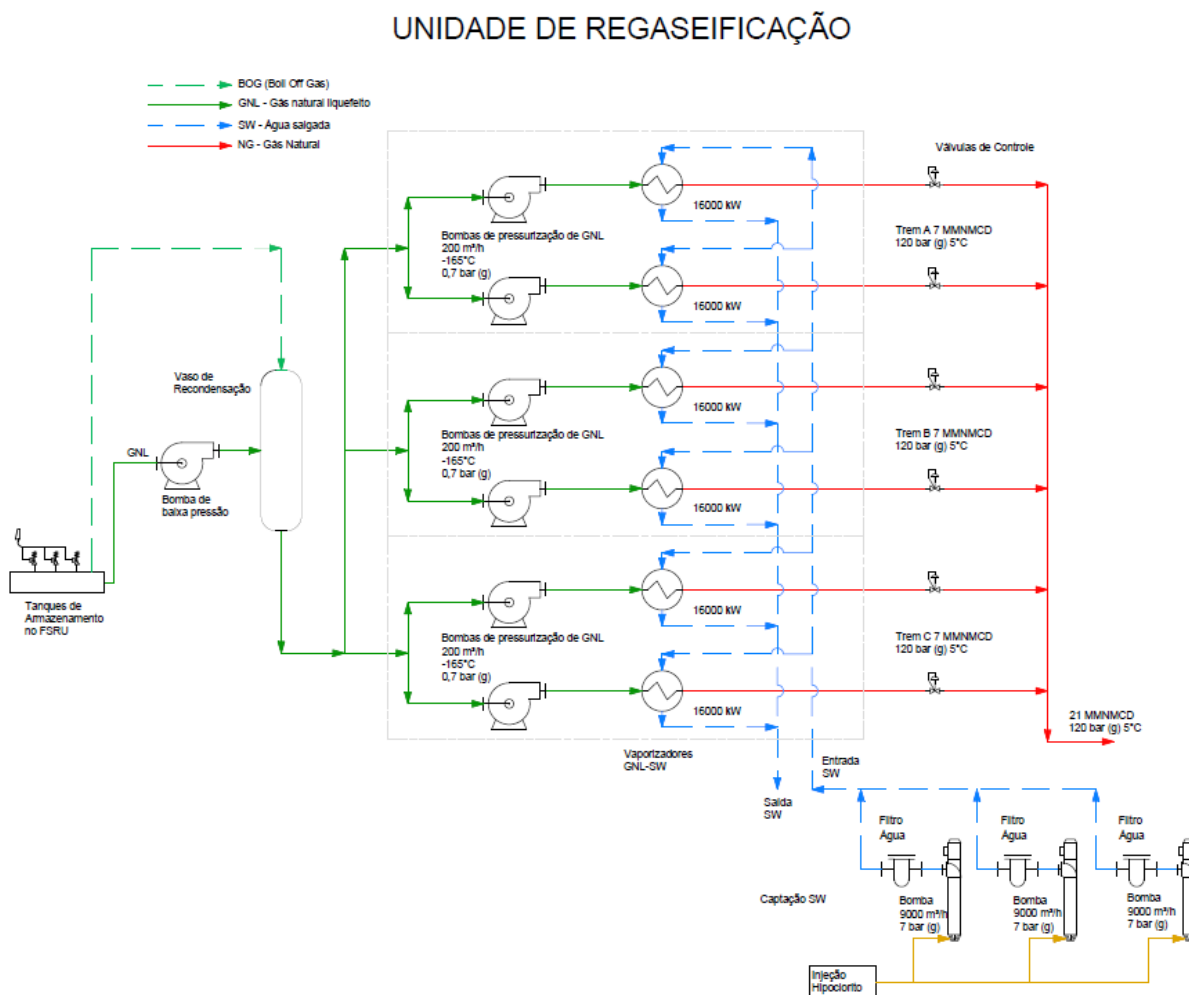 UNIDADE DE REGASEIFICAÇÃO
BOG (Boil Off Gas)
GNL - Gás natural liquefeito
SW - Água salgada
NG - Gás Natural
Válvulas de Controle
16000 kW
Bombas de pressurização de GNL
200 m³/h
-165°C
0,7 bar (g)
Trem A 7 MMNMCD
120 bar (g) 5°C
16000 kW
Vaso de
Recondensação
16000 kW
Bombas de pressurização de GNL
200 m³/h
-165°C
0,7 bar (g)
Trem B 7 MMNMCD
120 bar (g) 5°C
GNL
Bomba de
baixa pressão
16000 kW
Tanques de
Armazenamento
no FSRU
16000 kW
Bombas de pressurização de GNL
200 m³/h
-165°C
0,7 bar (g)
Trem C 7 MMNMCD
120 bar (g) 5°C
16000 kW
21 MMNMCD
120 bar (g) 5°C
Vaporizadores
GNL-SW
Entrada
SW
Saída
SW
Filtro
Água
Filtro
Água
Filtro
Água
Captação SW
Bomba
9000 m³/h
7 bar (g)
Bomba
9000 m³/h
7 bar (g)
Bomba
9000 m³/h
7 bar (g)
Injeção
Hipoclorito